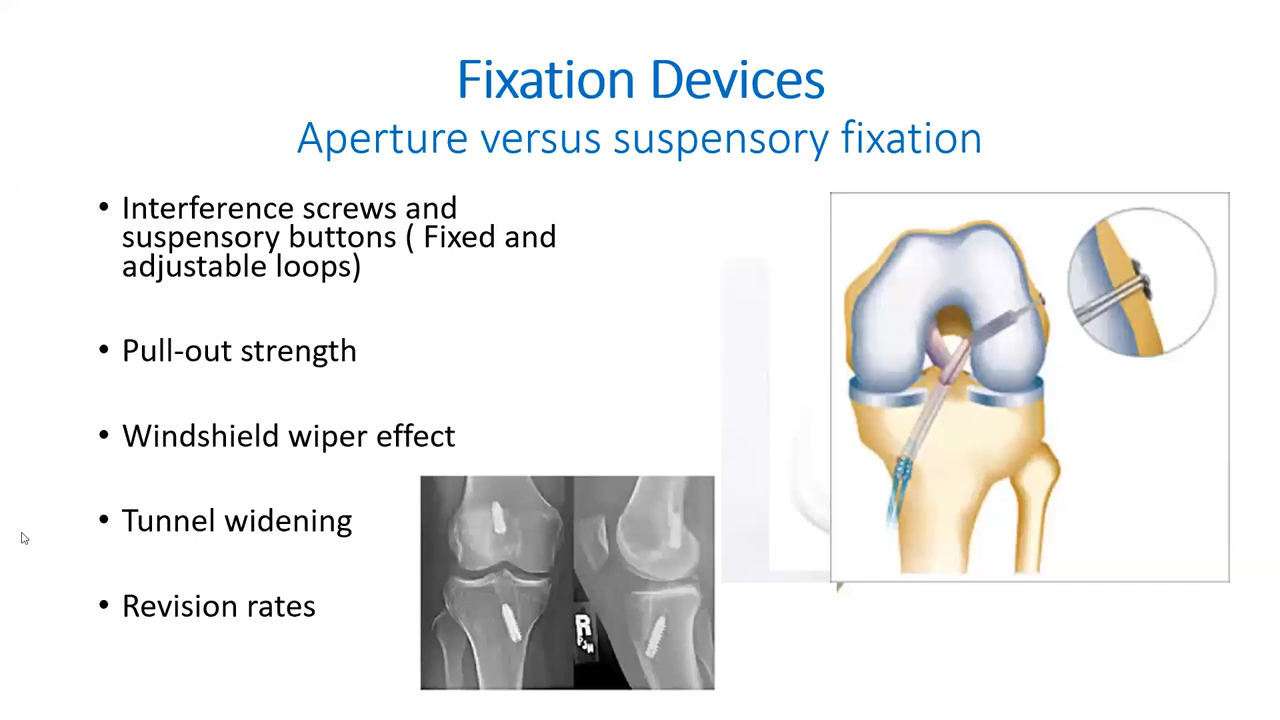 Fixation Devices
Aperture versus suspensory fixation
• Interference screws and
suspensory buttons ( Fixed and
adjustable loops)
• Pull-out strength
• Windshield wiper effect
• Tunnel widening
• Revision rates
R